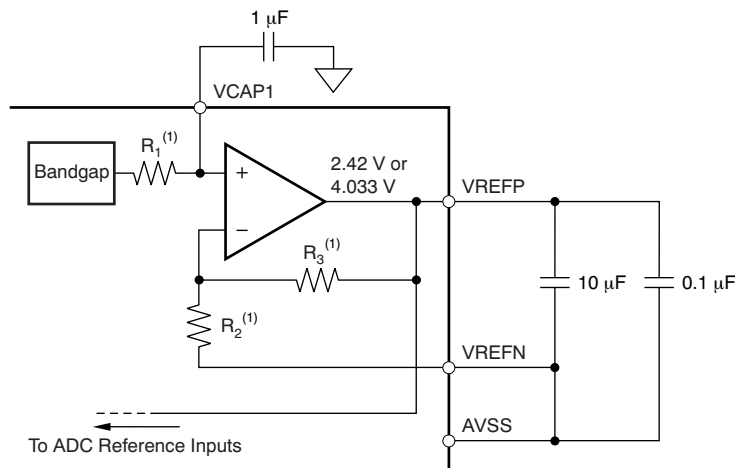 1 μF
VCAP1
R1(1)
Bandgap
+
2.42 V or
4.033 V
VREFP
–
R3(1)
10 μF
0.1 μF
R2(1)
VREFN
AVSS
To ADC Reference Inputs